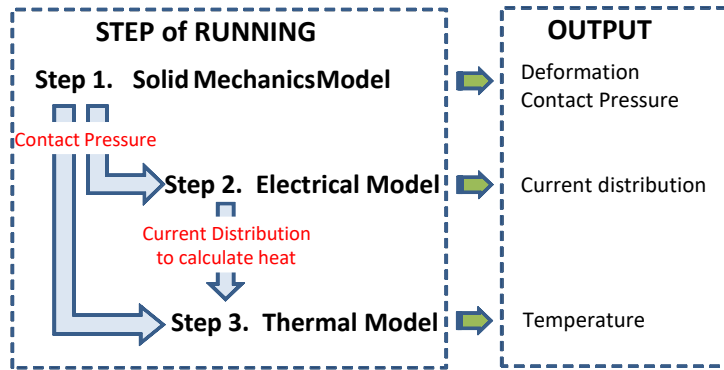 STEP of RUNNING
Step 1. Solid MechanicsModel
Contact Pressure
Step 2. Electrical Model
Current Distribution
to calculate heat
Step 3. Thermal Model
OUTPUT
Deformation
Contact Pressure
Current distribution
Temperature